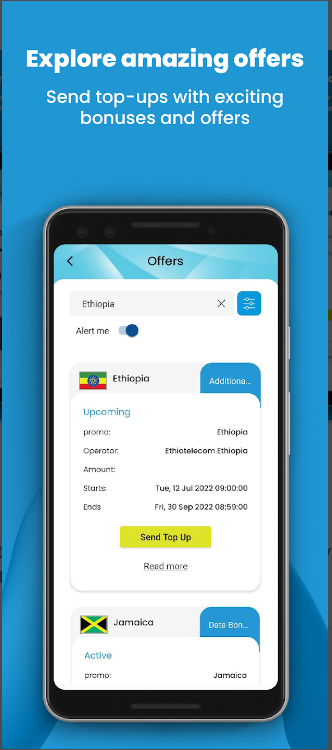 Explore amazing offers
Send top-ups with exciting
bonuses and offers
Offers
Ethiopia
Alert me
Ethiopia Additiona...
Upcoming
promo: Ethiopia
Operator: Ethiotelecom Ethiopia
Amount:
Starts: Tue, 12 Jul 2022 09:00:00
Ends Fri, 30 Sep 2022 08:59:00
Send Top Up
Read more
Jamaica Data Bon...
Active
promo: Jamaica